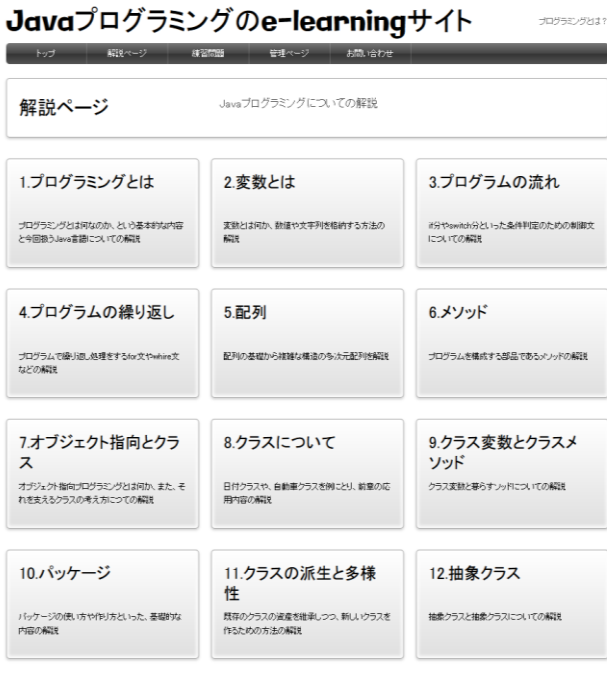 Javaプログラミングのe-learningサイト
プログラミングとは?
トップ 解説ページ 練習問題 管理ページ お問い合わせ
解説ページ
Javaプログラミングについての解説
1.プログラミングとは
プログラミングとは何なのか、という基本的な内容
と今回扱うJava言語についての解説
2.変数とは
変数とは何か、数値や文字列を格納する方法の
解説
3.プログラムの流れ
if分やswitch分といった条件判定のための制御文
についての解説
4.プログラムの繰り返し
プログラムで繰り返し処理をするfor文やwhire文
などの解説
5.配列
配列の基礎から複雑な構造の多次元配列を解説
6.メソッド
プログラムを構成する部品であるメソッドの解説
7.オブジェクト指向とクラ
ス
オブジェクト指向プログラミングとは何か、また、そ
れを支えるクラスの考え方についての解説
8.クラスについて
日付クラスや、自動車クラスを例にとり、前章の応
用内容の解説
9.クラス変数とクラスメ
ソッド
クラス変数と暮らすソッドについての解説
10.パッケージ
パッケージの使い方や作り方といった、基礎的な
内容の解説
11.クラスの派生と多様
性
既存のクラスの資産を継承しつつ、新しいクラスを
作るための方法の解説
12.抽象クラス
抽象クラスと抽象クラスについての解説